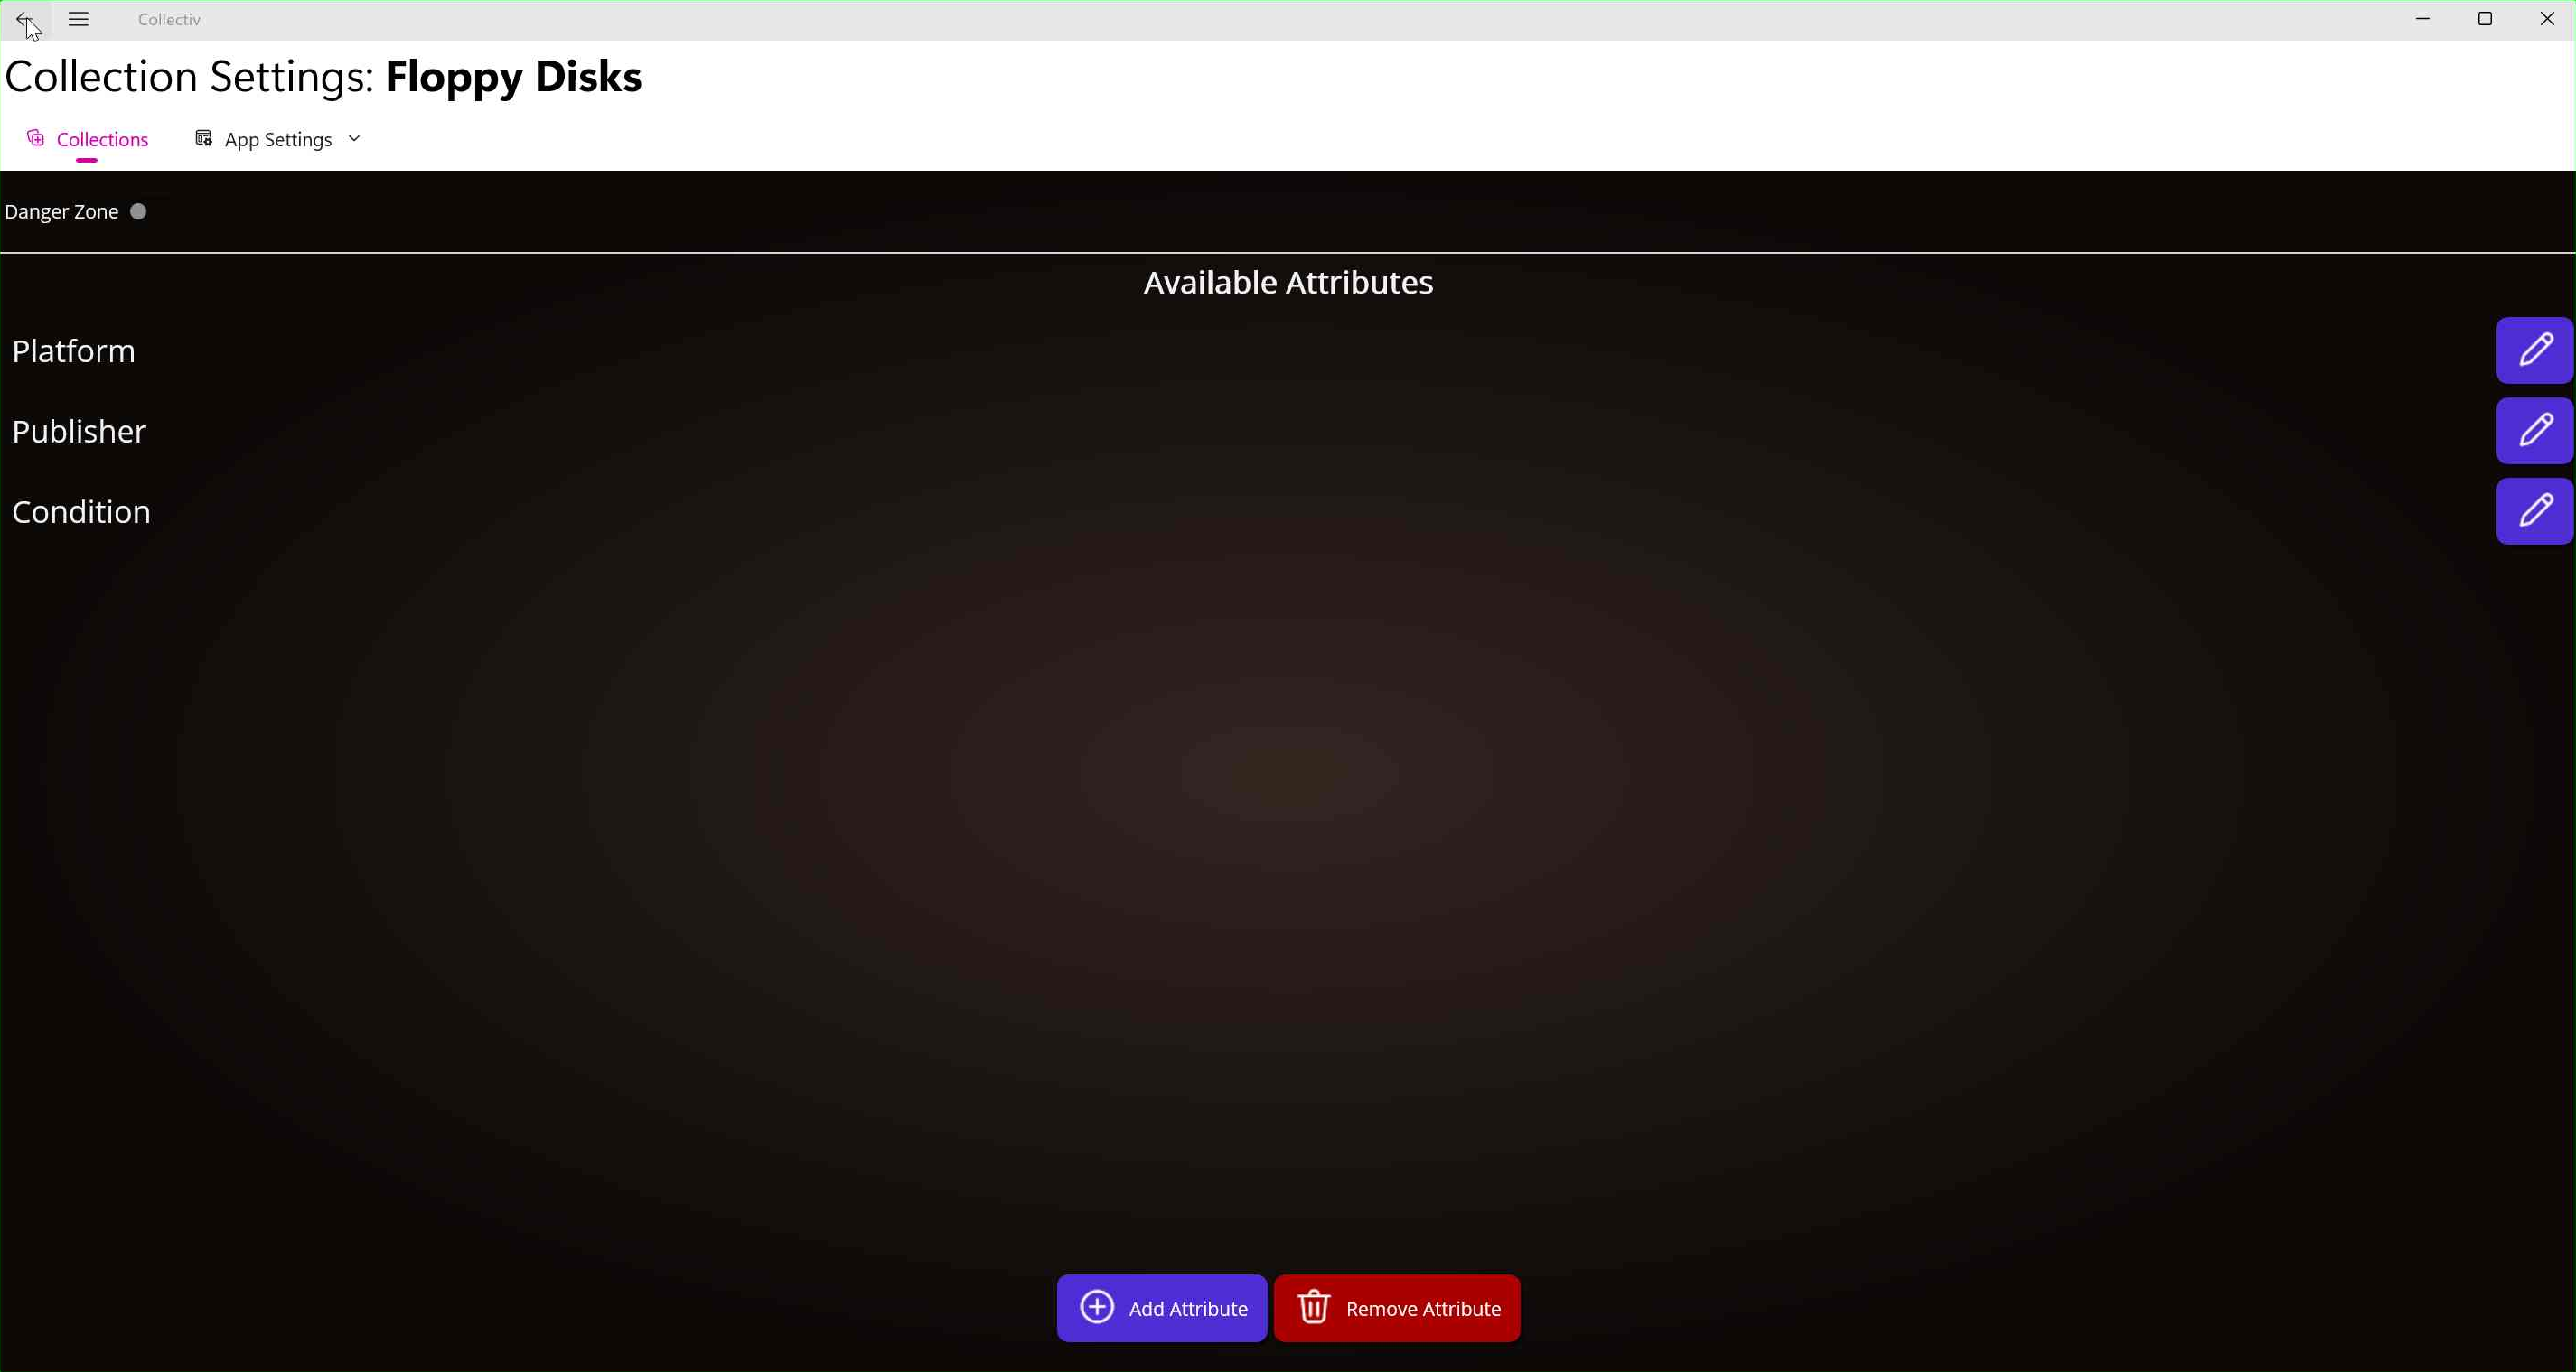 Collectiv
Collection Settings: Floppy Disks
Collections
App Settings
Danger Zone
Available Attributes
Platform
Publisher
Condition
Add Attribute
Remove Attribute